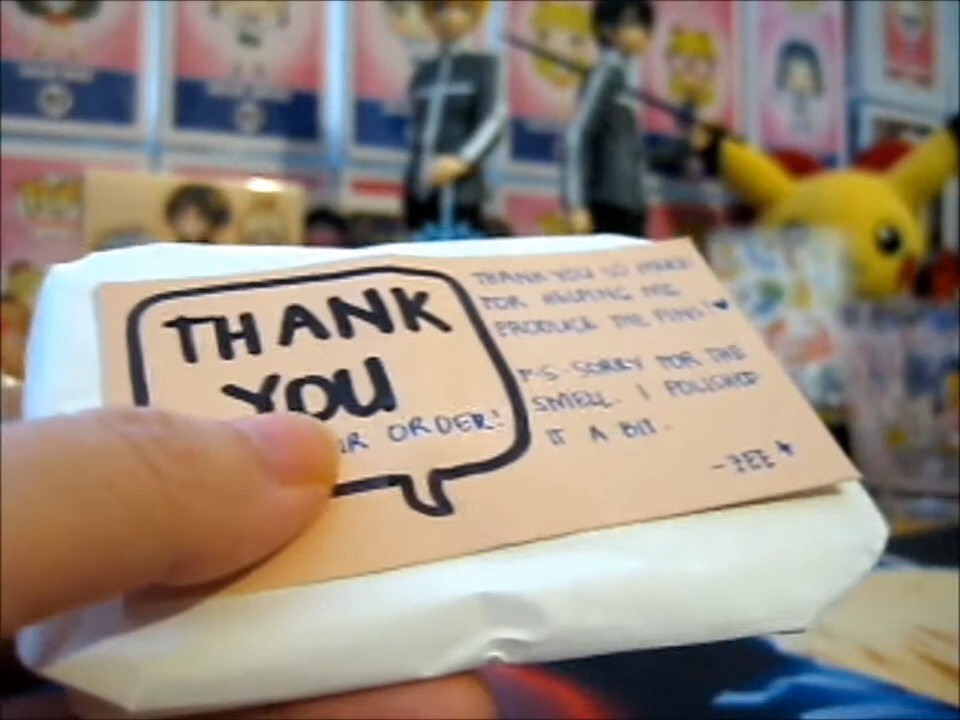 THANK
YOU
ORDER!
THANK YOU SO MUCH
FOR HELPING ME
PRODUCE THE PINS! ♥
P.S. SORRY FOR THE
SMELL. I POLISHED
IT A BIT.
-ZEE